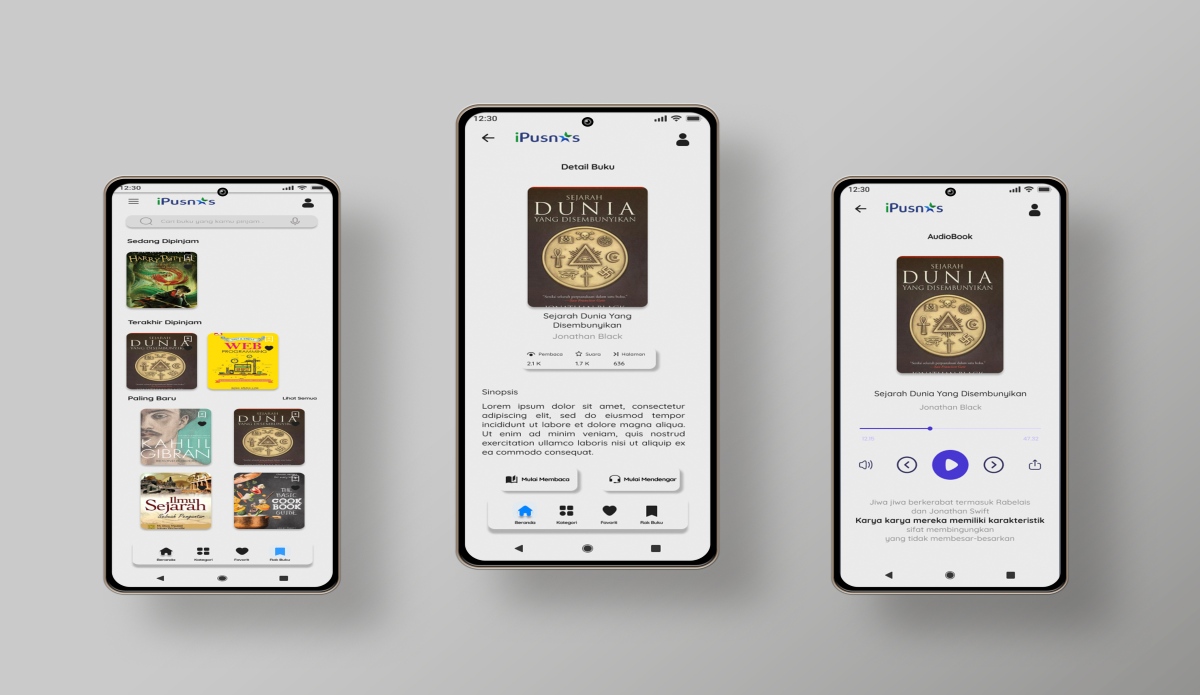 12:30
iPusnas
Cari buku yang kamu pinjam...
Sedang Dipinjam
HARRY POTTER
Terakhir Dipinjam
SEJARAH
DUNIA
YANG DISEMBUNYIKAN
WEB
PROGRAMMING
Paling Baru
Lihat Semua
KAHLIL
GIBRAN
SEJARAH
DUNIA
YANG DISEMBUNYIKAN
Ilmu
Sejarah
Sebuah Pengantar
THE
BASIC
COOK
BOOK
GUIDE
Beranda
Kategori
Favorit
Rak Buku
12:30
iPusnas
Detail Buku
SEJARAH
DUNIA
YANG DISEMBUNYIKAN
Sejarah Dunia Yang
Disembunyikan
Jonathan Black
Pembaca
Suara
Halaman
2.1 K
1.7 K
636
Sinopsis
Lorem ipsum dolor sit amet, consectetur
adipiscing elit, sed do eiusmod tempor
incididunt ut labore et dolore magna aliqua.
Ut enim ad minim veniam, quis nostrud
exercitation ullamco laboris nisi ut aliquip ex
ea commodo consequat.
Mulai Membaca
Mulai Mendengar
Beranda
Kategori
Favorit
Rak Buku
12:30
iPusnas
AudioBook
SEJARAH
DUNIA
YANG DISEMBUNYIKAN
Sejarah Dunia Yang Disembunyikan
Jonathan Black
Jiwa jiwa berkerabat termasuk Rabelais
dan Jonathan Swift
Karya karya mereka memiliki karakteristik
sifat membingungkan
yang tidak membesar-besarkan